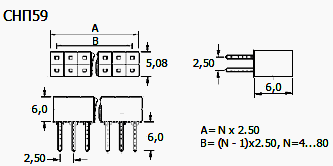 СНП59
A
B
5,08
2,50
6,0
6,0
6,0
2,50
A= N x 2.50
B= (N - 1)x2.50, N=4...80